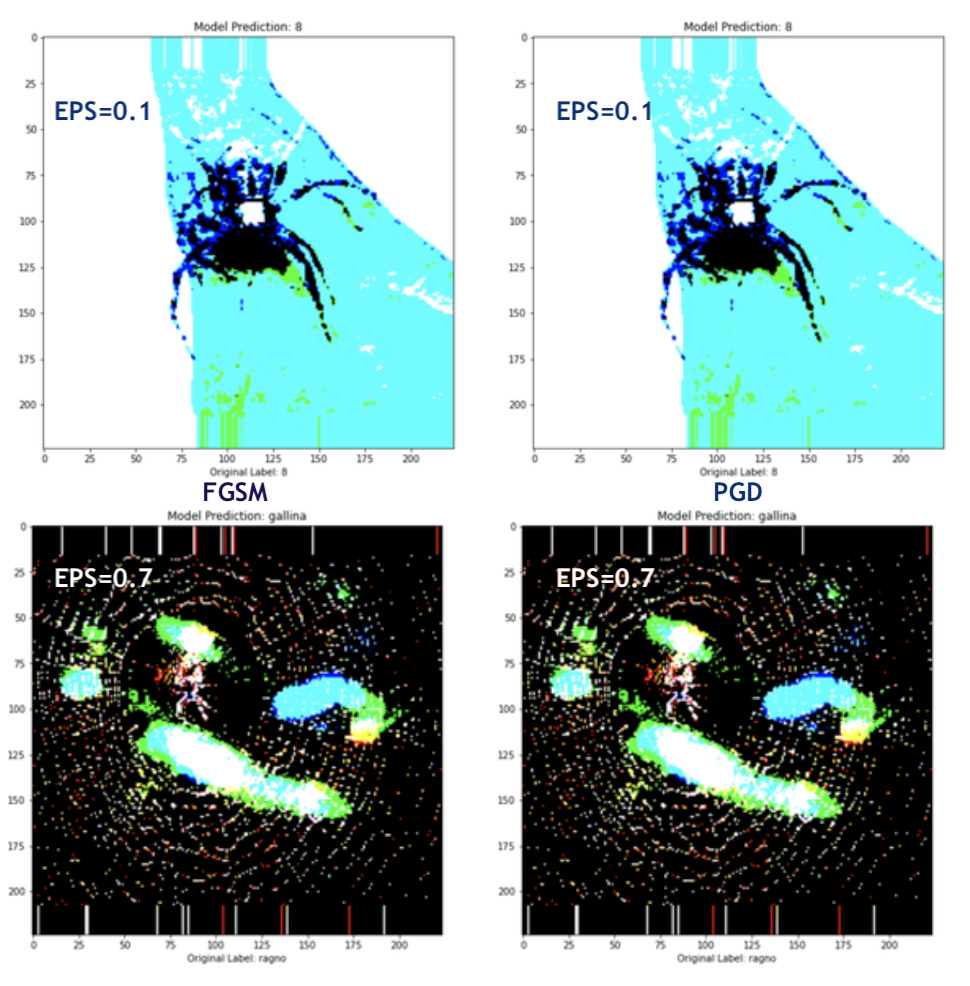 Model Prediction: 8
EPS=0.1
0
25
50
75
100
125
150
175
200
0 25 50 75 100 125 150 175 200
Original Label: 8
FGSM
Model Prediction: 8
EPS=0.1
0
25
50
75
100
125
150
175
200
0 25 50 75 100 125 150 175 200
Original Label: 8
PGD
Model Prediction: gallina
EPS=0.7
0
25
50
75
100
125
150
175
200
0 25 50 75 100 125 150 175 200
Original Label: ragno
Model Prediction: gallina
EPS=0.7
0
25
50
75
100
125
150
175
200
0 25 50 75 100 125 150 175 200
Original Label: ragno